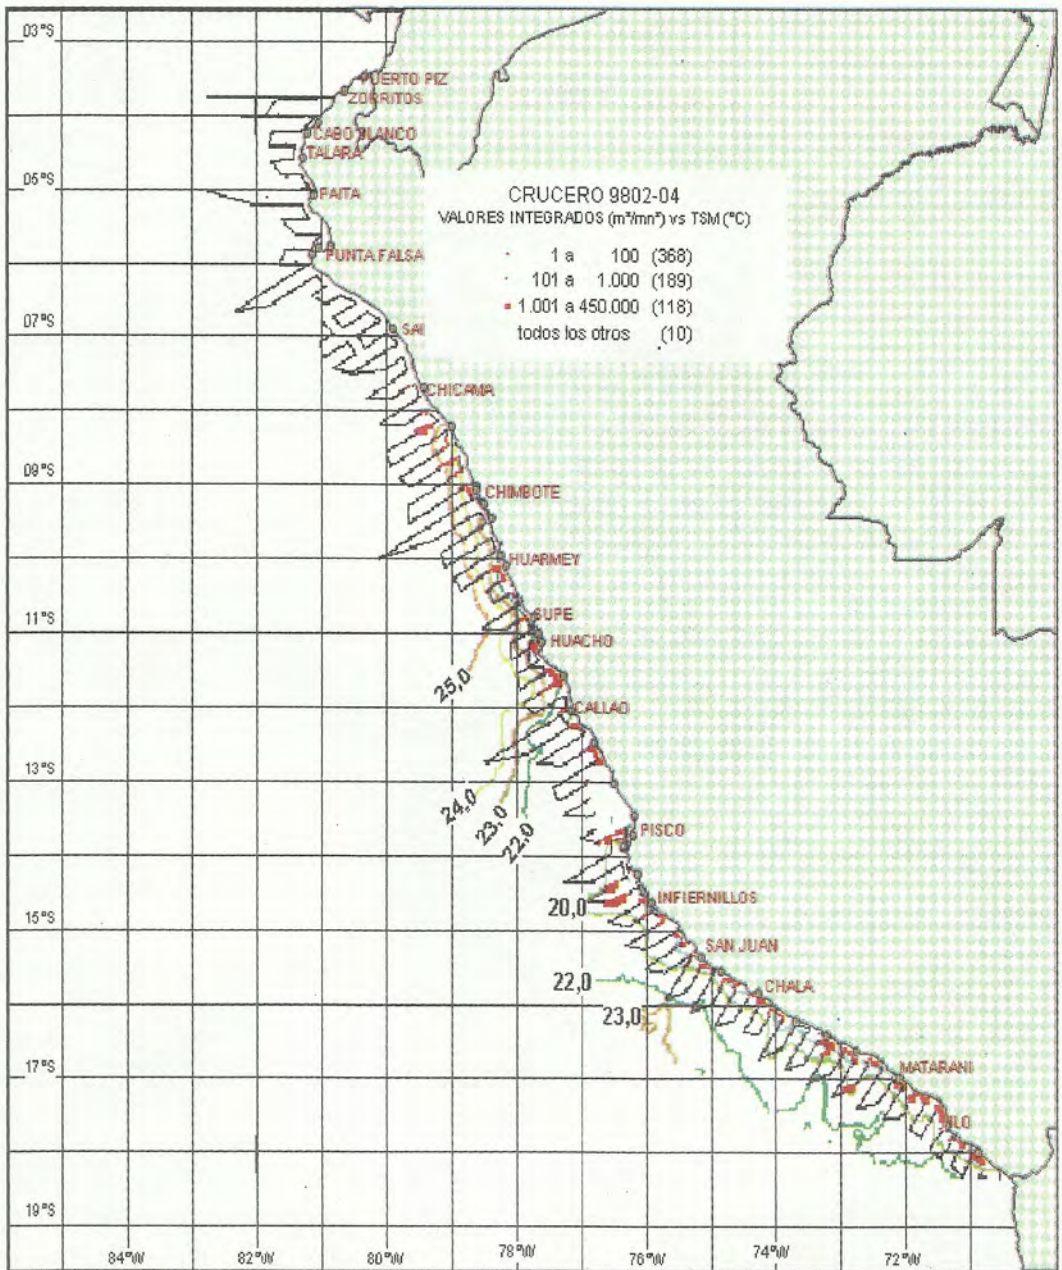 03°S
PUERTO PIZ
ZORRITOS
CABO BLANCO
TALARA
05°S
PAITA
CRUCERO 9802-04
VALORES INTEGRADOS (m²/mn²) vs TSM (°C)
1 a 100 (368)
101 a 1.000 (189)
1.001 a 450.000 (118)
todos los otros (10)
PUNTA FALSA
07°S
SAL
CHICAMA
09°S
CHIMBOTE
HUARMEY
SUPE
11°S
HUACHO
25,0
CALLAO
13°S
24,0
23,0
22,0
PISCO
20,0
INFIERNILLOS
15°S
SAN JUAN
22,0
CHALA
23,0
17°S
MATARANI
ILO
19°S
84°W
82°W
80°W
78°W
76°W
74°W
72°W